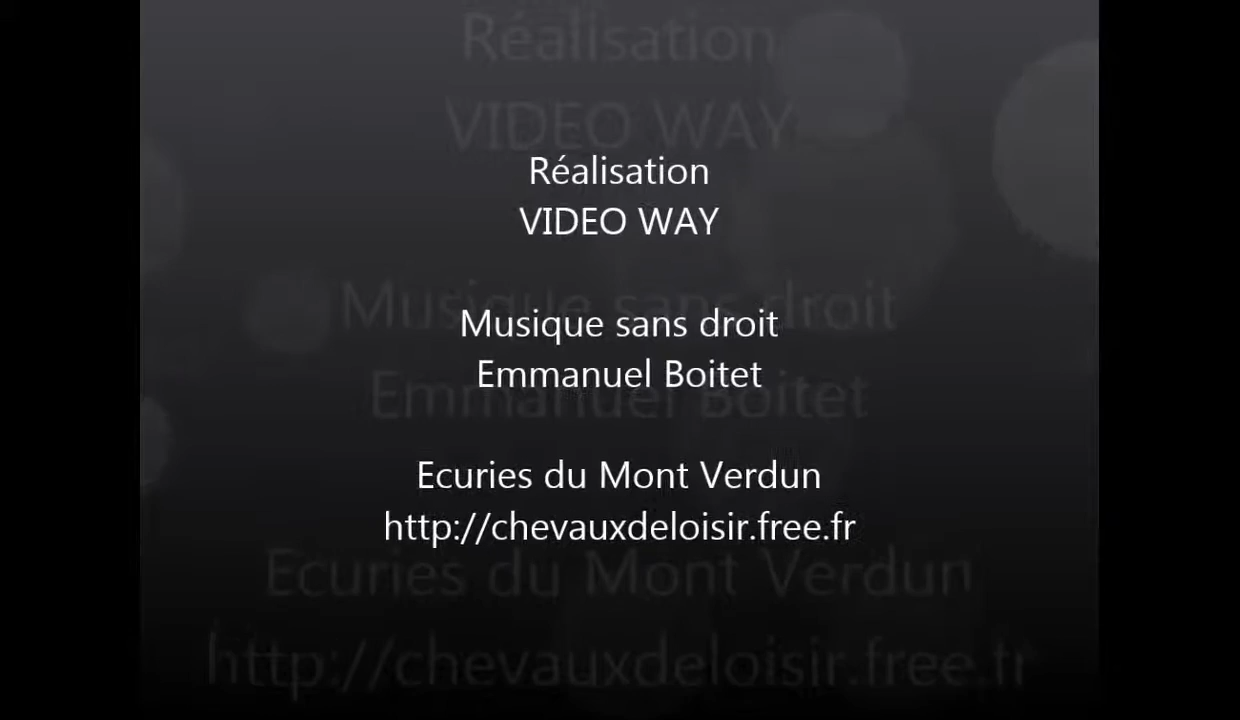 Réalisation
VIDEO WAY
Musique sans droit
Emmanuel Boitet
Ecuries du Mont Verdun
http://chevauxdeloisir.free.fr